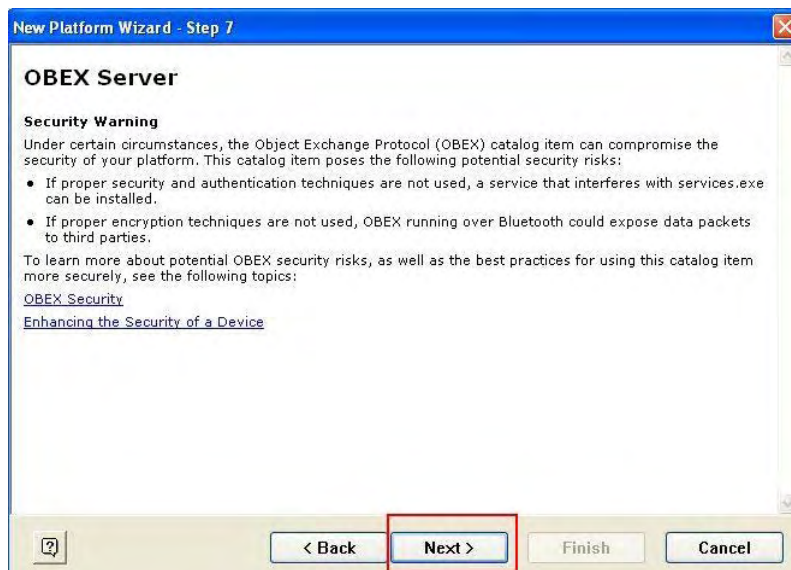 New Platform Wizard - Step 7
OBEX Server
Security Warning
Under certain circumstances, the Object Exchange Protocol (OBEX) catalog item can compromise the
security of your platform. This catalog item poses the following potential security risks:
• If proper security and authentication techniques are not used, a service that interferes with services.exe
can be installed.
• If proper encryption techniques are not used, OBEX running over Bluetooth could expose data packets
to third parties.
To learn more about potential OBEX security risks, as well as the best practices for using this catalog item
more securely, see the following topics:
OBEX Security
Enhancing the Security of a Device
< Back Next > Finish Cancel